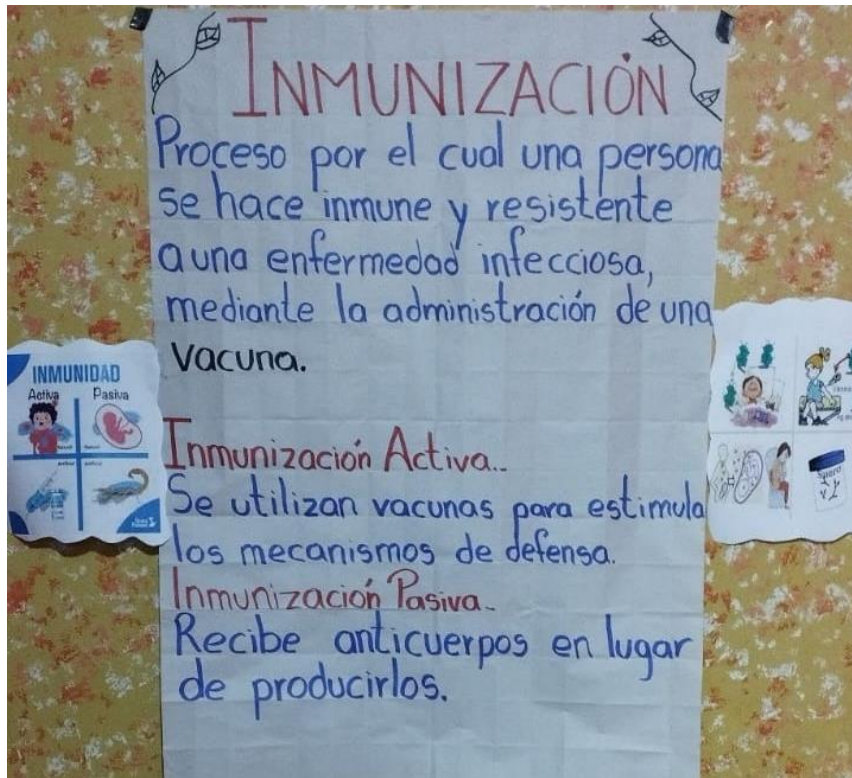 INMUNIZACIÓN
Proceso por el cual una persona
se hace inmune y resistente
a una enfermedad infecciosa,
mediante la administración de una
Vacuna.
INMUNIDAD
Activa Pasiva
Inmunización Activa..
Se utilizan vacunas para estimula
los mecanismos de defensa.
Inmunización Pasiva.
Recibe anticuerpos en lugar
de producirlos.
Suero